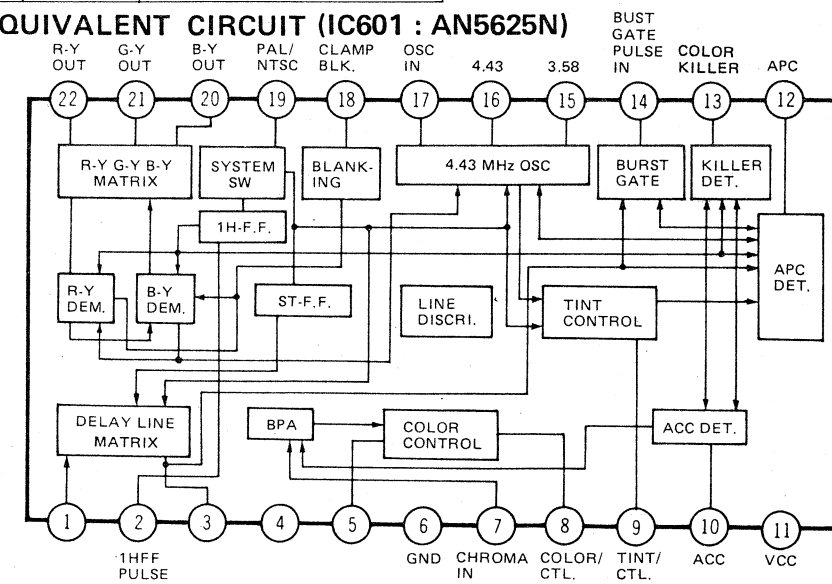 QUIVALENT CIRCUIT (IC601 : AN5625N)
R-Y OUT
G-Y OUT
B-Y OUT
PAL/ NTSC
CLAMP BLK.
OSC IN
4.43
3.58
BUST GATE PULSE IN
COLOR KILLER
APC
22
21
20
19
18
17
16
15
14
13
12
R-Y G-Y B-Y
MATRIX
SYSTEM
SW
BLANK-
ING
4.43 MHz OSC
BURST
GATE
KILLER
DET.
1H-F.F.
R-Y
DEM.
B-Y
DEM.
ST-F.F.
LINE
DISCRI.
TINT
CONTROL
APC
DET.
DELAY LINE
MATRIX
BPA
COLOR
CONTROL
ACC DET.
1
2
3
4
5
6
7
8
9
10
11
1HFF
PULSE
GND
CHROMA
IN
COLOR/
CTL.
TINT/
CTL.
ACC
VCC